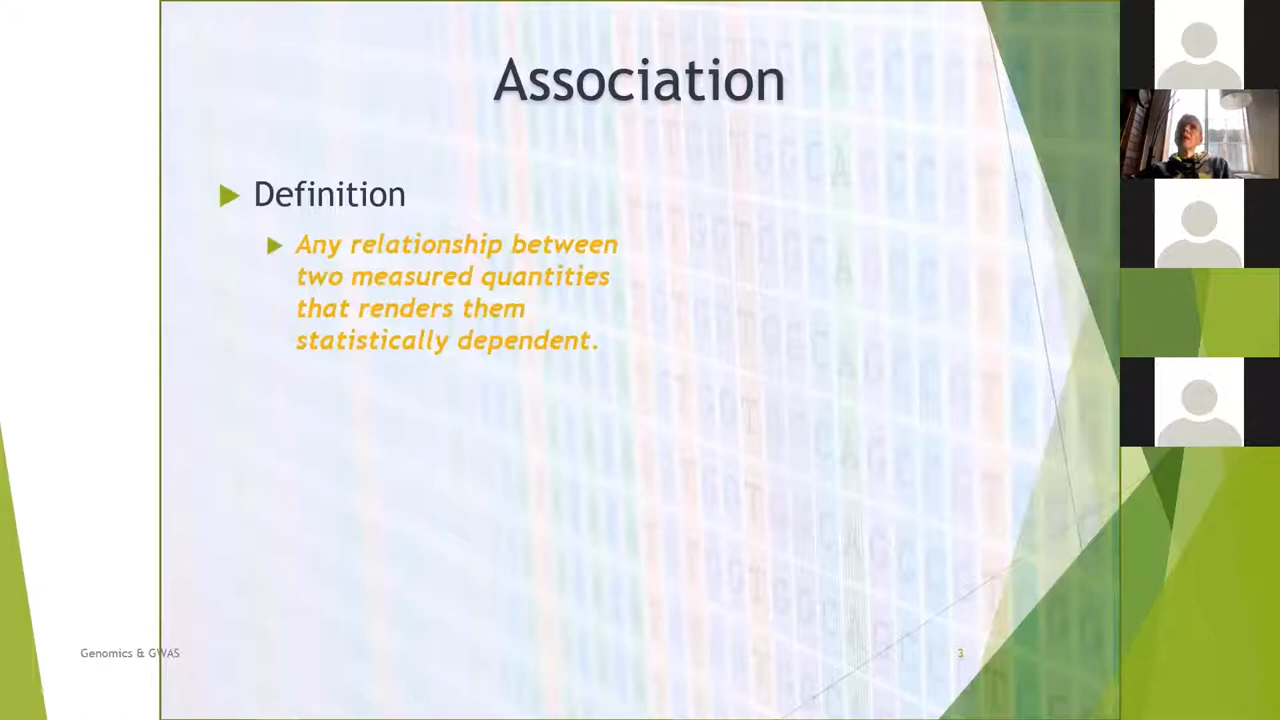 Association
Definition
Any relationship between
two measured quantities
that renders them
statistically dependent.
Genomics & GWAS
3